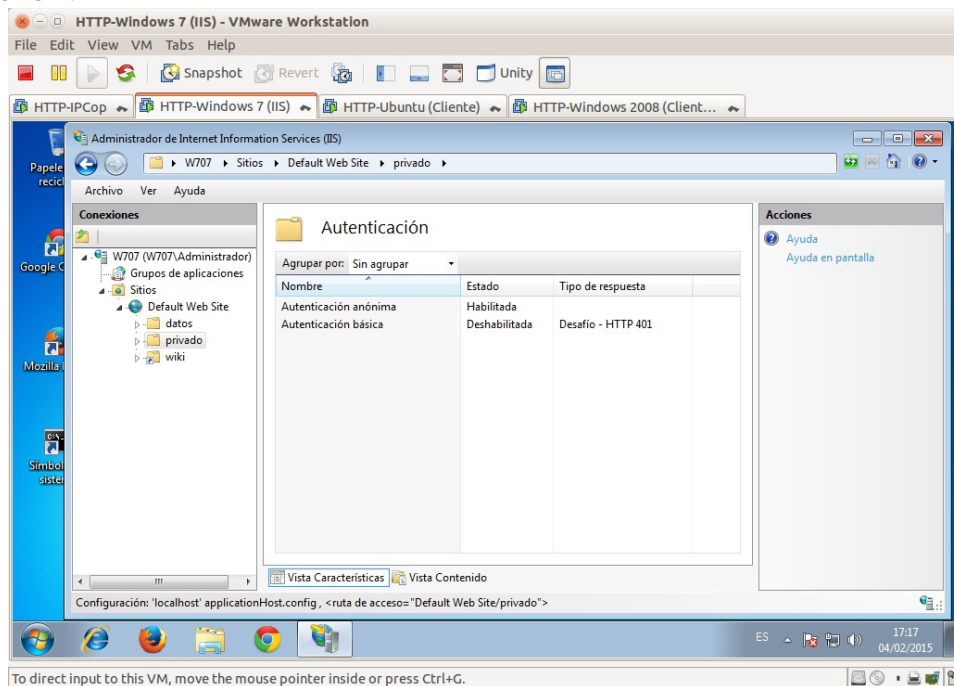 HTTP-Windows 7 (IIS) - VMware Workstation
File Edit View VM Tabs Help
Snapshot Revert Unity
HTTP-IPCop HTTP-Windows 7 (IIS) HTTP-Ubuntu (Cliente) HTTP-Windows 2008 (Client...
Administrador de Internet Information Services (IIS)
W707 Sitios Default Web Site privado
Archivo Ver Ayuda
Conexiones
W707 (W707\Administrador)
Grupos de aplicaciones
Sitios
Default Web Site
datos
privado
wiki
Autenticación
Agrupar por: Sin agrupar
Nombre Estado Tipo de respuesta
Autenticación anónima Habilitada
Autenticación básica Deshabilitada Desafío - HTTP 401
Acciones
Ayuda
Ayuda en pantalla
Papele
recicl
Google C
Mozilla
Símbol
sister
Vista Características Vista Contenido
Configuración: 'localhost' applicationHost.config, <ruta de acceso="Default Web Site/privado">
ES 17:17
04/02/2015
To direct input to this VM, move the mouse pointer inside or press Ctrl+G.